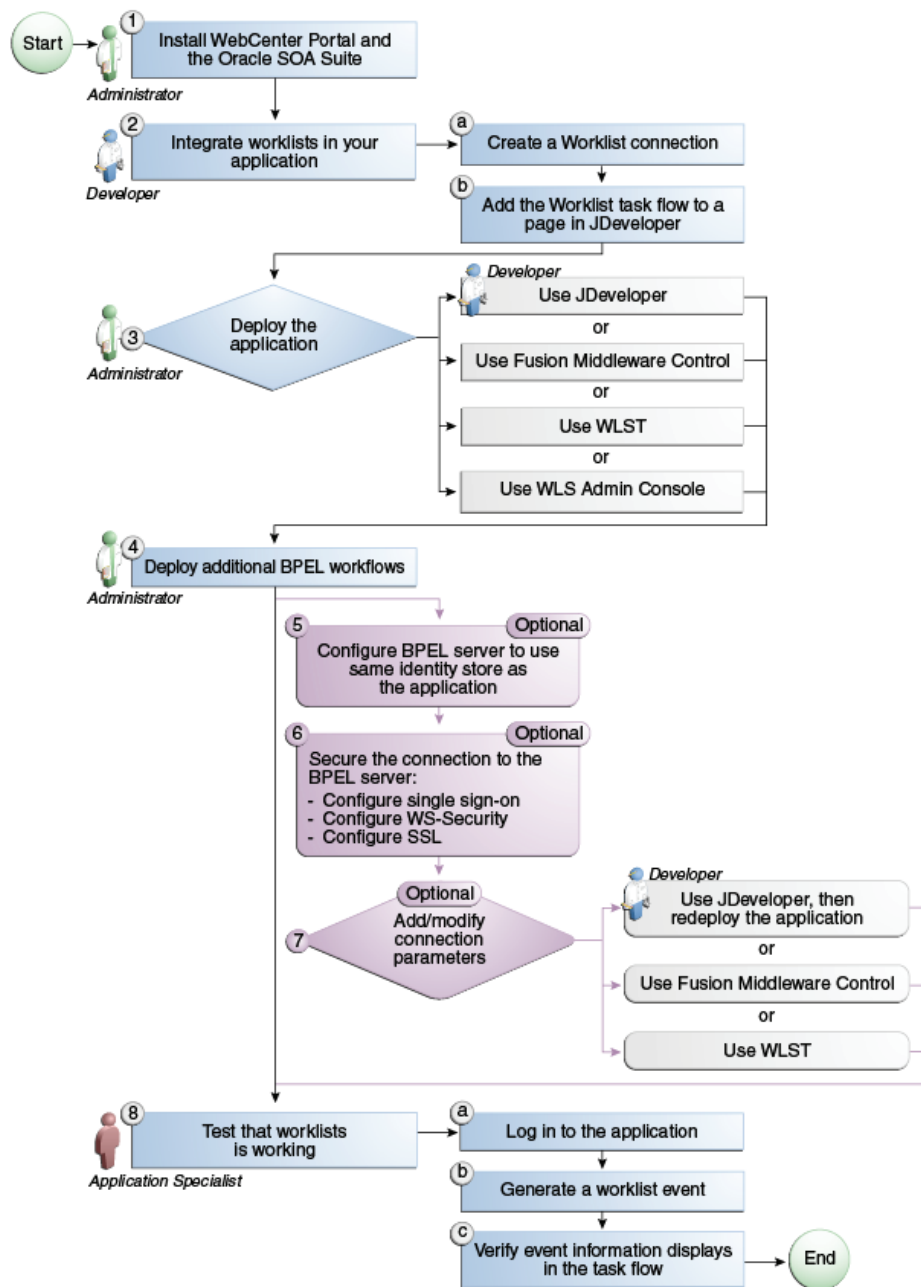 Start
1
Install WebCenter Portal and
the Oracle SOA Suite
Administrator
2
Integrate worklists in your
application
Developer
a
Create a Worklist connection
b
Add the Worklist task flow to a
page in JDeveloper
3
Deploy the
application
Administrator
Developer
Use JDeveloper
or
Use Fusion Middleware Control
or
Use WLST
or
Use WLS Admin Console
4
Deploy additional BPEL workflows
Administrator
5
Optional
Configure BPEL server to use
same identity store as
the application
6
Optional
Secure the connection to the
BPEL server:
- Configure single sign-on
- Configure WS-Security
- Configure SSL
Optional
7
Add/modify
connection
parameters
Developer
Use JDeveloper, then
redeploy the application
or
Use Fusion Middleware Control
or
Use WLST
8
Test that worklists
is working
Application Specialist
a
Log in to the application
b
Generate a worklist event
c
Verify event information displays
in the task flow
End